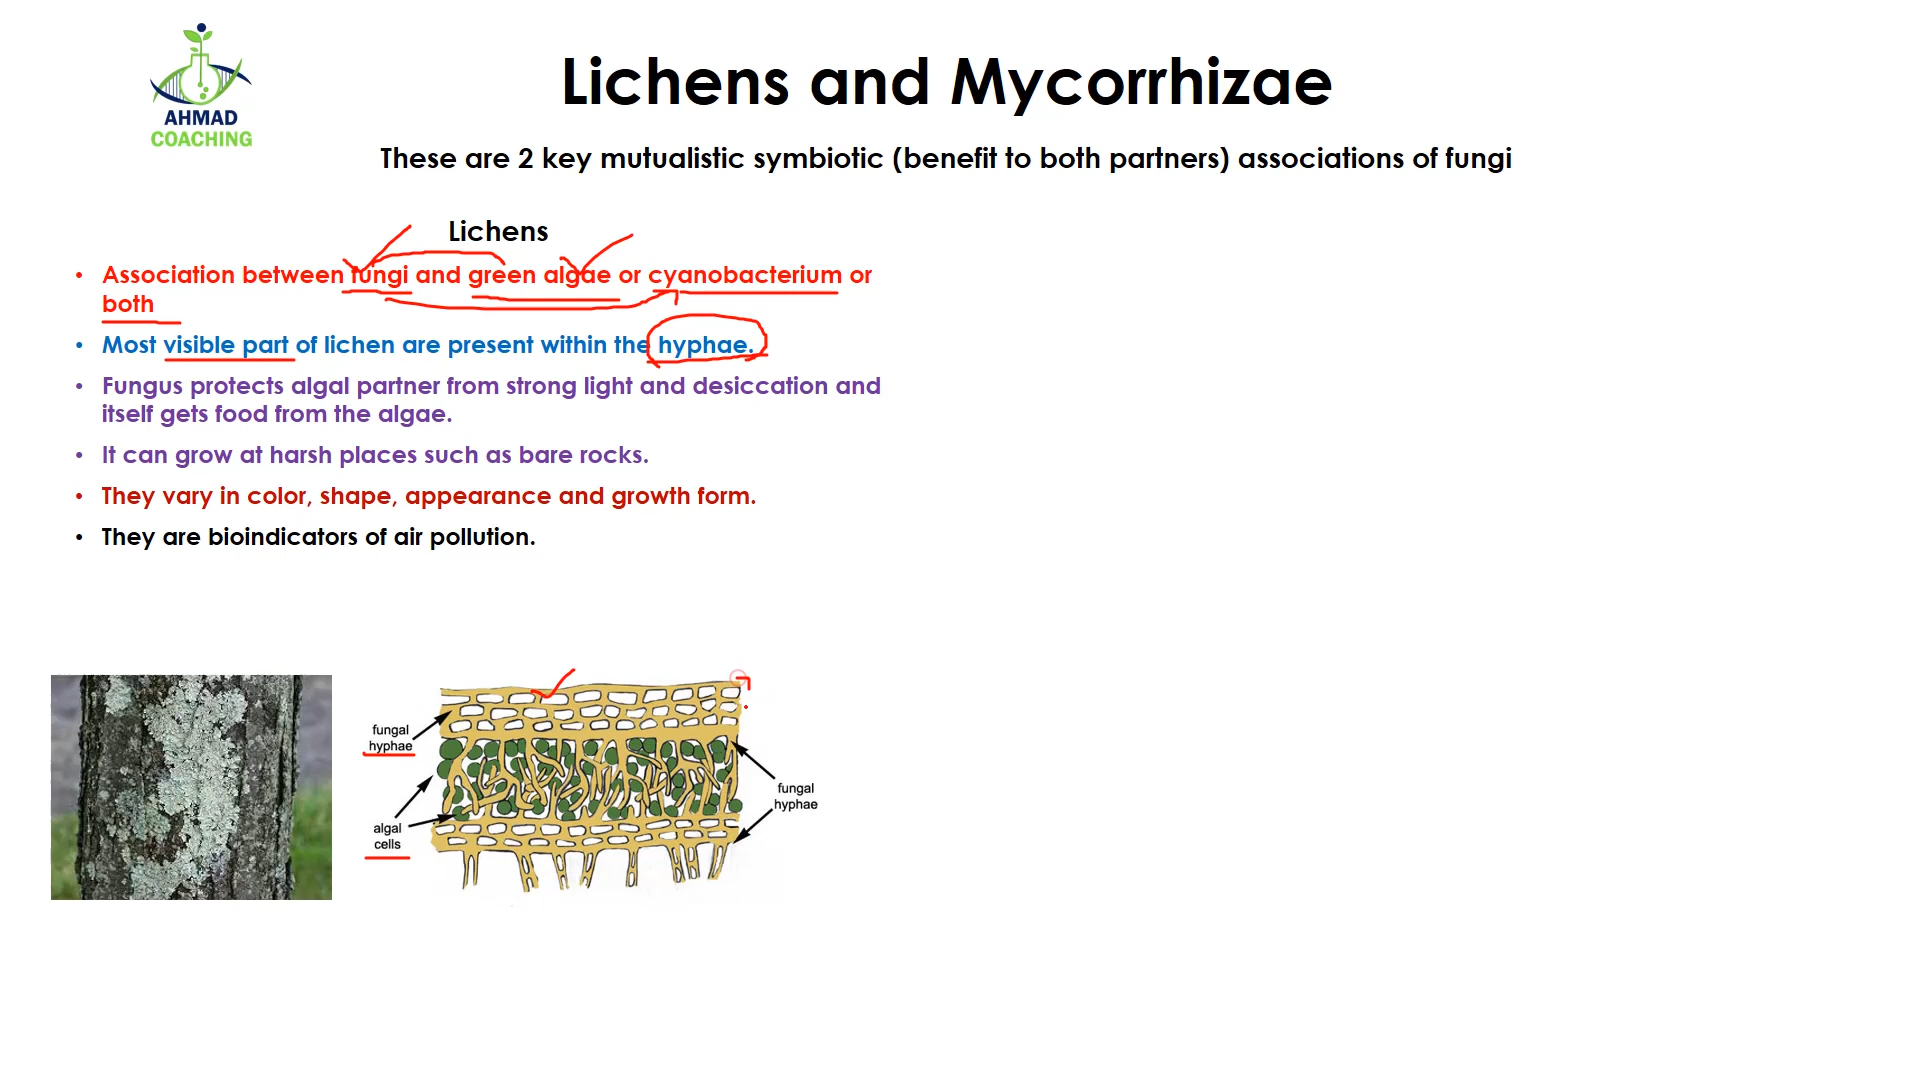 AHMAD
COACHING
Lichens and Mycorrhizae
These are 2 key mutualistic symbiotic (benefit to both partners) associations of fungi
Lichens
• Association between fungi and green algae or cyanobacterium or
both
• Most visible part of lichen are present within the hyphae.
• Fungus protects algal partner from strong light and desiccation and
itself gets food from the algae.
• It can grow at harsh places such as bare rocks.
• They vary in color, shape, appearance and growth form.
• They are bioindicators of air pollution.
fungal
hyphae
algal
cells
fungal
hyphae